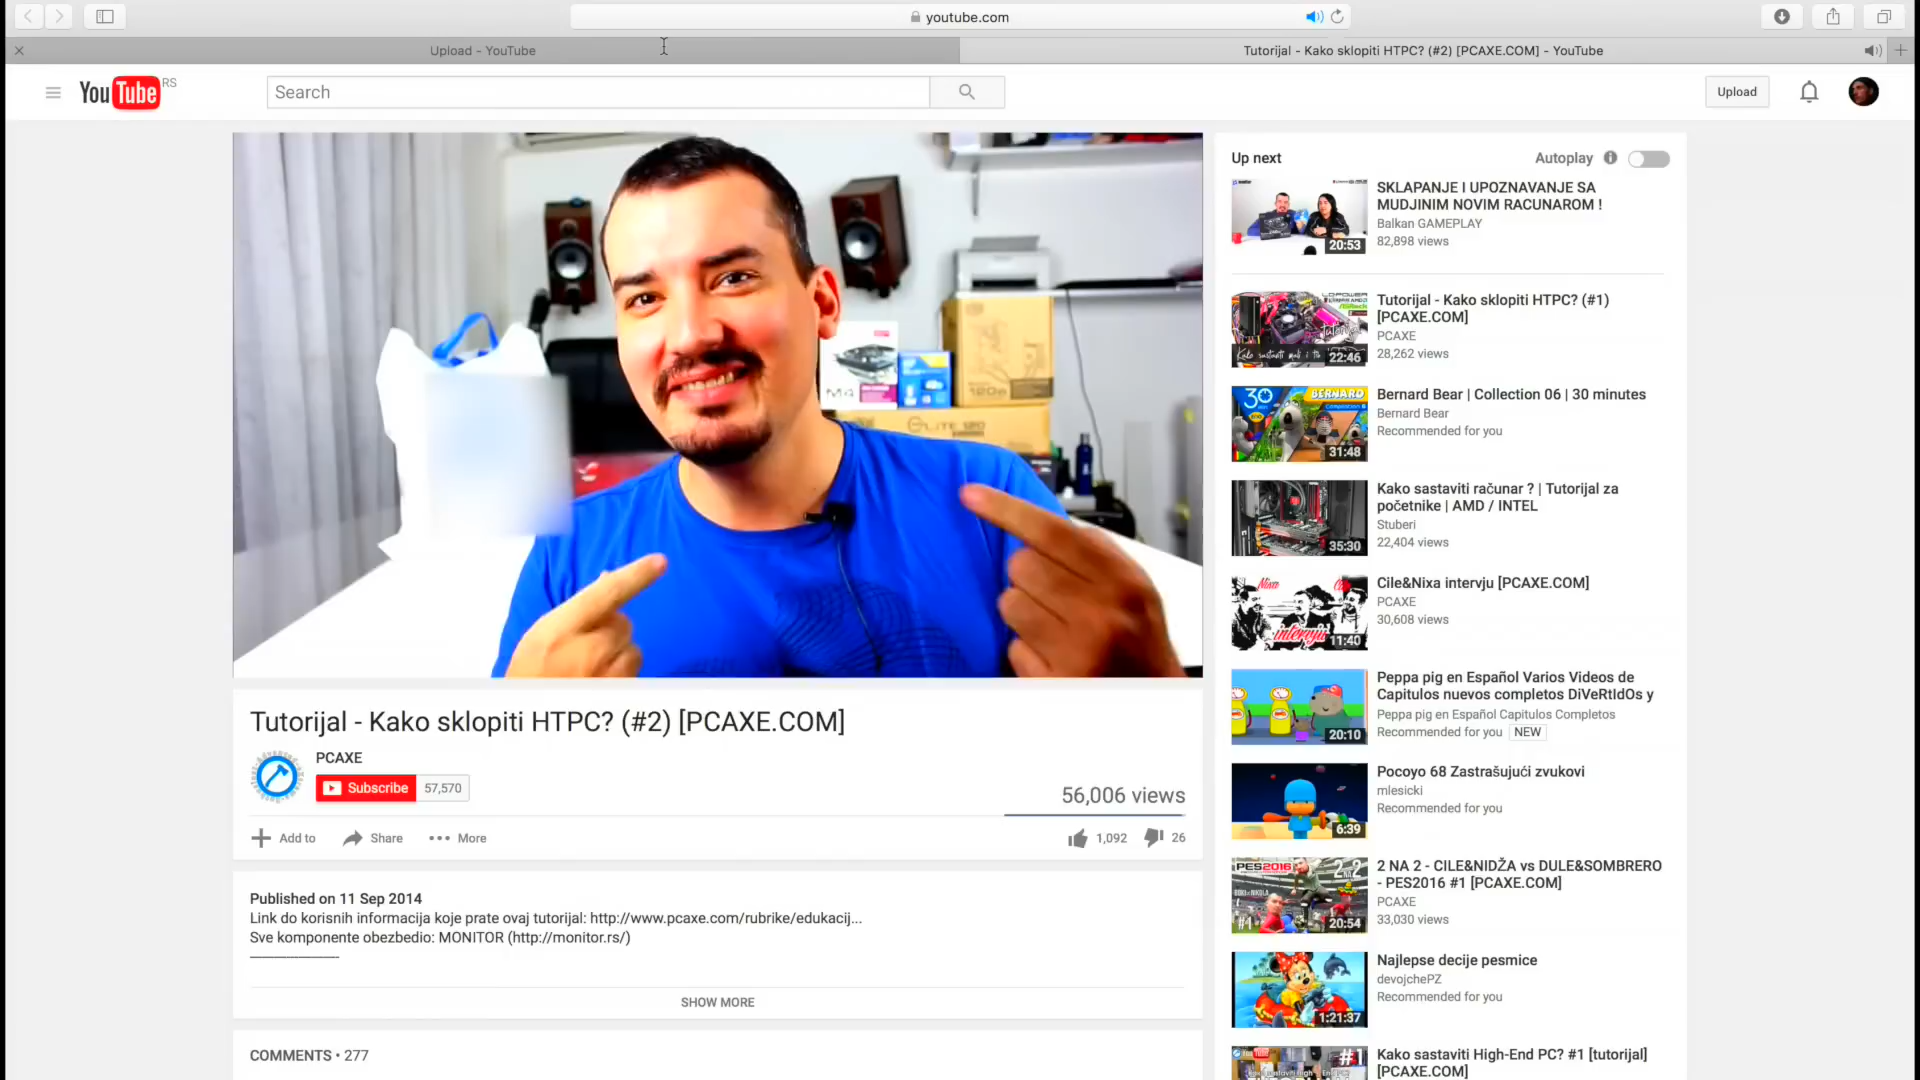 youtube.com
Upload - YouTube
Tutorijal - Kako sklopiti HTPC? (#2) [PCAXE.COM] - YouTube
YouTube RS
Search
Upload
Up next
Autoplay
SKLAPANJE I UPOZNAVANJE SA
MUDJINIM NOVIM RACUNAROM !
Balkan GAMEPLAY
82,898 views
20:53
Tutorijal - Kako sklopiti HTPC? (#1)
[PCAXE.COM]
PCAXE
28,262 views
22:46
Bernard Bear | Collection 06 | 30 minutes
Bernard Bear
Recommended for you
30
BERNARD
31:48
Kako sastaviti računar ? | Tutorijal za
početnike | AMD / INTEL
Stuberi
22,404 views
35:30
Cile&Nixa intervju [PCAXE.COM]
PCAXE
30,608 views
intervju
11:40
Peppa pig en Español Varios Videos de
Capitulos nuevos completos DiVeRtIdOs y
Peppa pig en Español Capitulos Completos
Recommended for you NEW
20:10
Pocoyo 68 Zastrašujući zvukovi
mlesicki
Recommended for you
6:39
2 NA 2 - CILE&NIDŽA vs DULE&SOMBRERO
- PES2016 #1 [PCAXE.COM]
PCAXE
33,030 views
PES2016
#1
20:54
Najlepse decije pesmice
devojchePZ
Recommended for you
1:21:37
Kako sastaviti High-End PC? #1 [tutorijal]
[PCAXE.COM]
#1
M4
120e
ELITE 120
Tutorijal - Kako sklopiti HTPC? (#2) [PCAXE.COM]
PCAXE
Subscribe 57,570
56,006 views
Add to
Share
More
1,092
26
Published on 11 Sep 2014
Link do korisnih informacija koje prate ovaj tutorijal: http://www.pcaxe.com/rubrike/edukacij...
Sve komponente obezbedio: MONITOR (http://monitor.rs/)
SHOW MORE
COMMENTS • 277